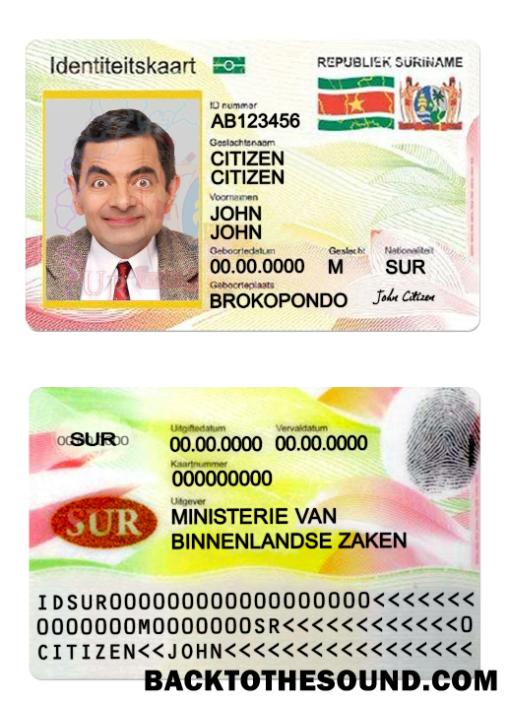 Identiteitskaart
REPUBLIEK SURINAME
ID nummer
AB123456
Geslachtsnaam
CITIZEN
CITIZEN
Voornamen
JOHN
JOHN
Geboortedatum Geslacht Nationaliteit
00.00.0000 M SUR
Geboorteplaats
BROKOPONDO John Citizen
SUR
Uitgiftedatum Vervaldatum
00.00.0000 00.00.0000
Kaartnummer
000000000
Uitgever
SUR
MINISTERIE VAN
BINNENLANDSE ZAKEN
IDSUR000000000000000000<<<<<<<
0000000M0000000SR<<<<<<<<<<<<0
CITIZEN<<JOHN<<<<<<<<<<<<<<<<<
BACKTOTHESOUND.COM